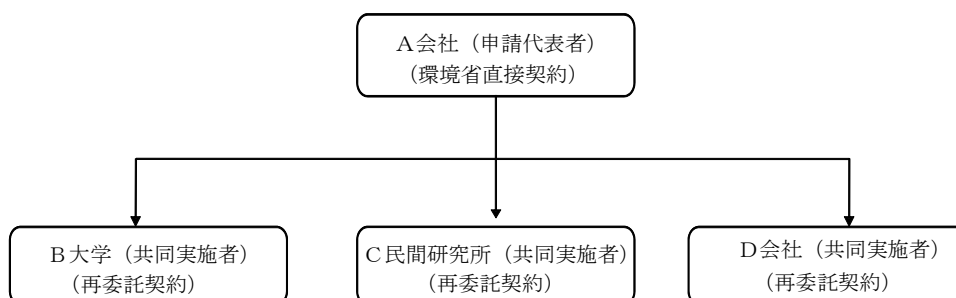 A会社（申請代表者）
（環境省直接契約）
B大学（共同実施者）
（再委託契約）
C民間研究所（共同実施者）
（再委託契約）
D会社（共同実施者）
（再委託契約）